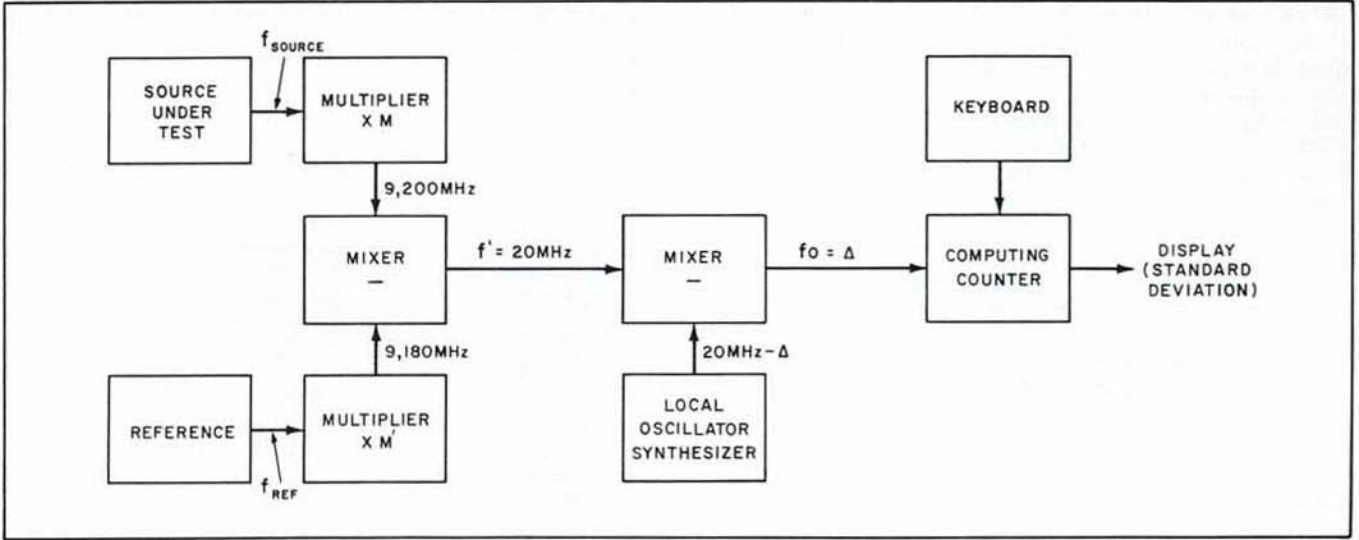 f SOURCE
SOURCE
UNDER
TEST
MULTIPLIER
X M
KEYBOARD
9,200MHz
MIXER
–
f' = 20MHz
MIXER
–
fo = Δ
COMPUTING
COUNTER
DISPLAY
(STANDARD
DEVIATION)
9,180MHz
20MHz – Δ
REFERENCE
MULTIPLIER
X M'
LOCAL
OSCILLATOR
SYNTHESIZER
f REF